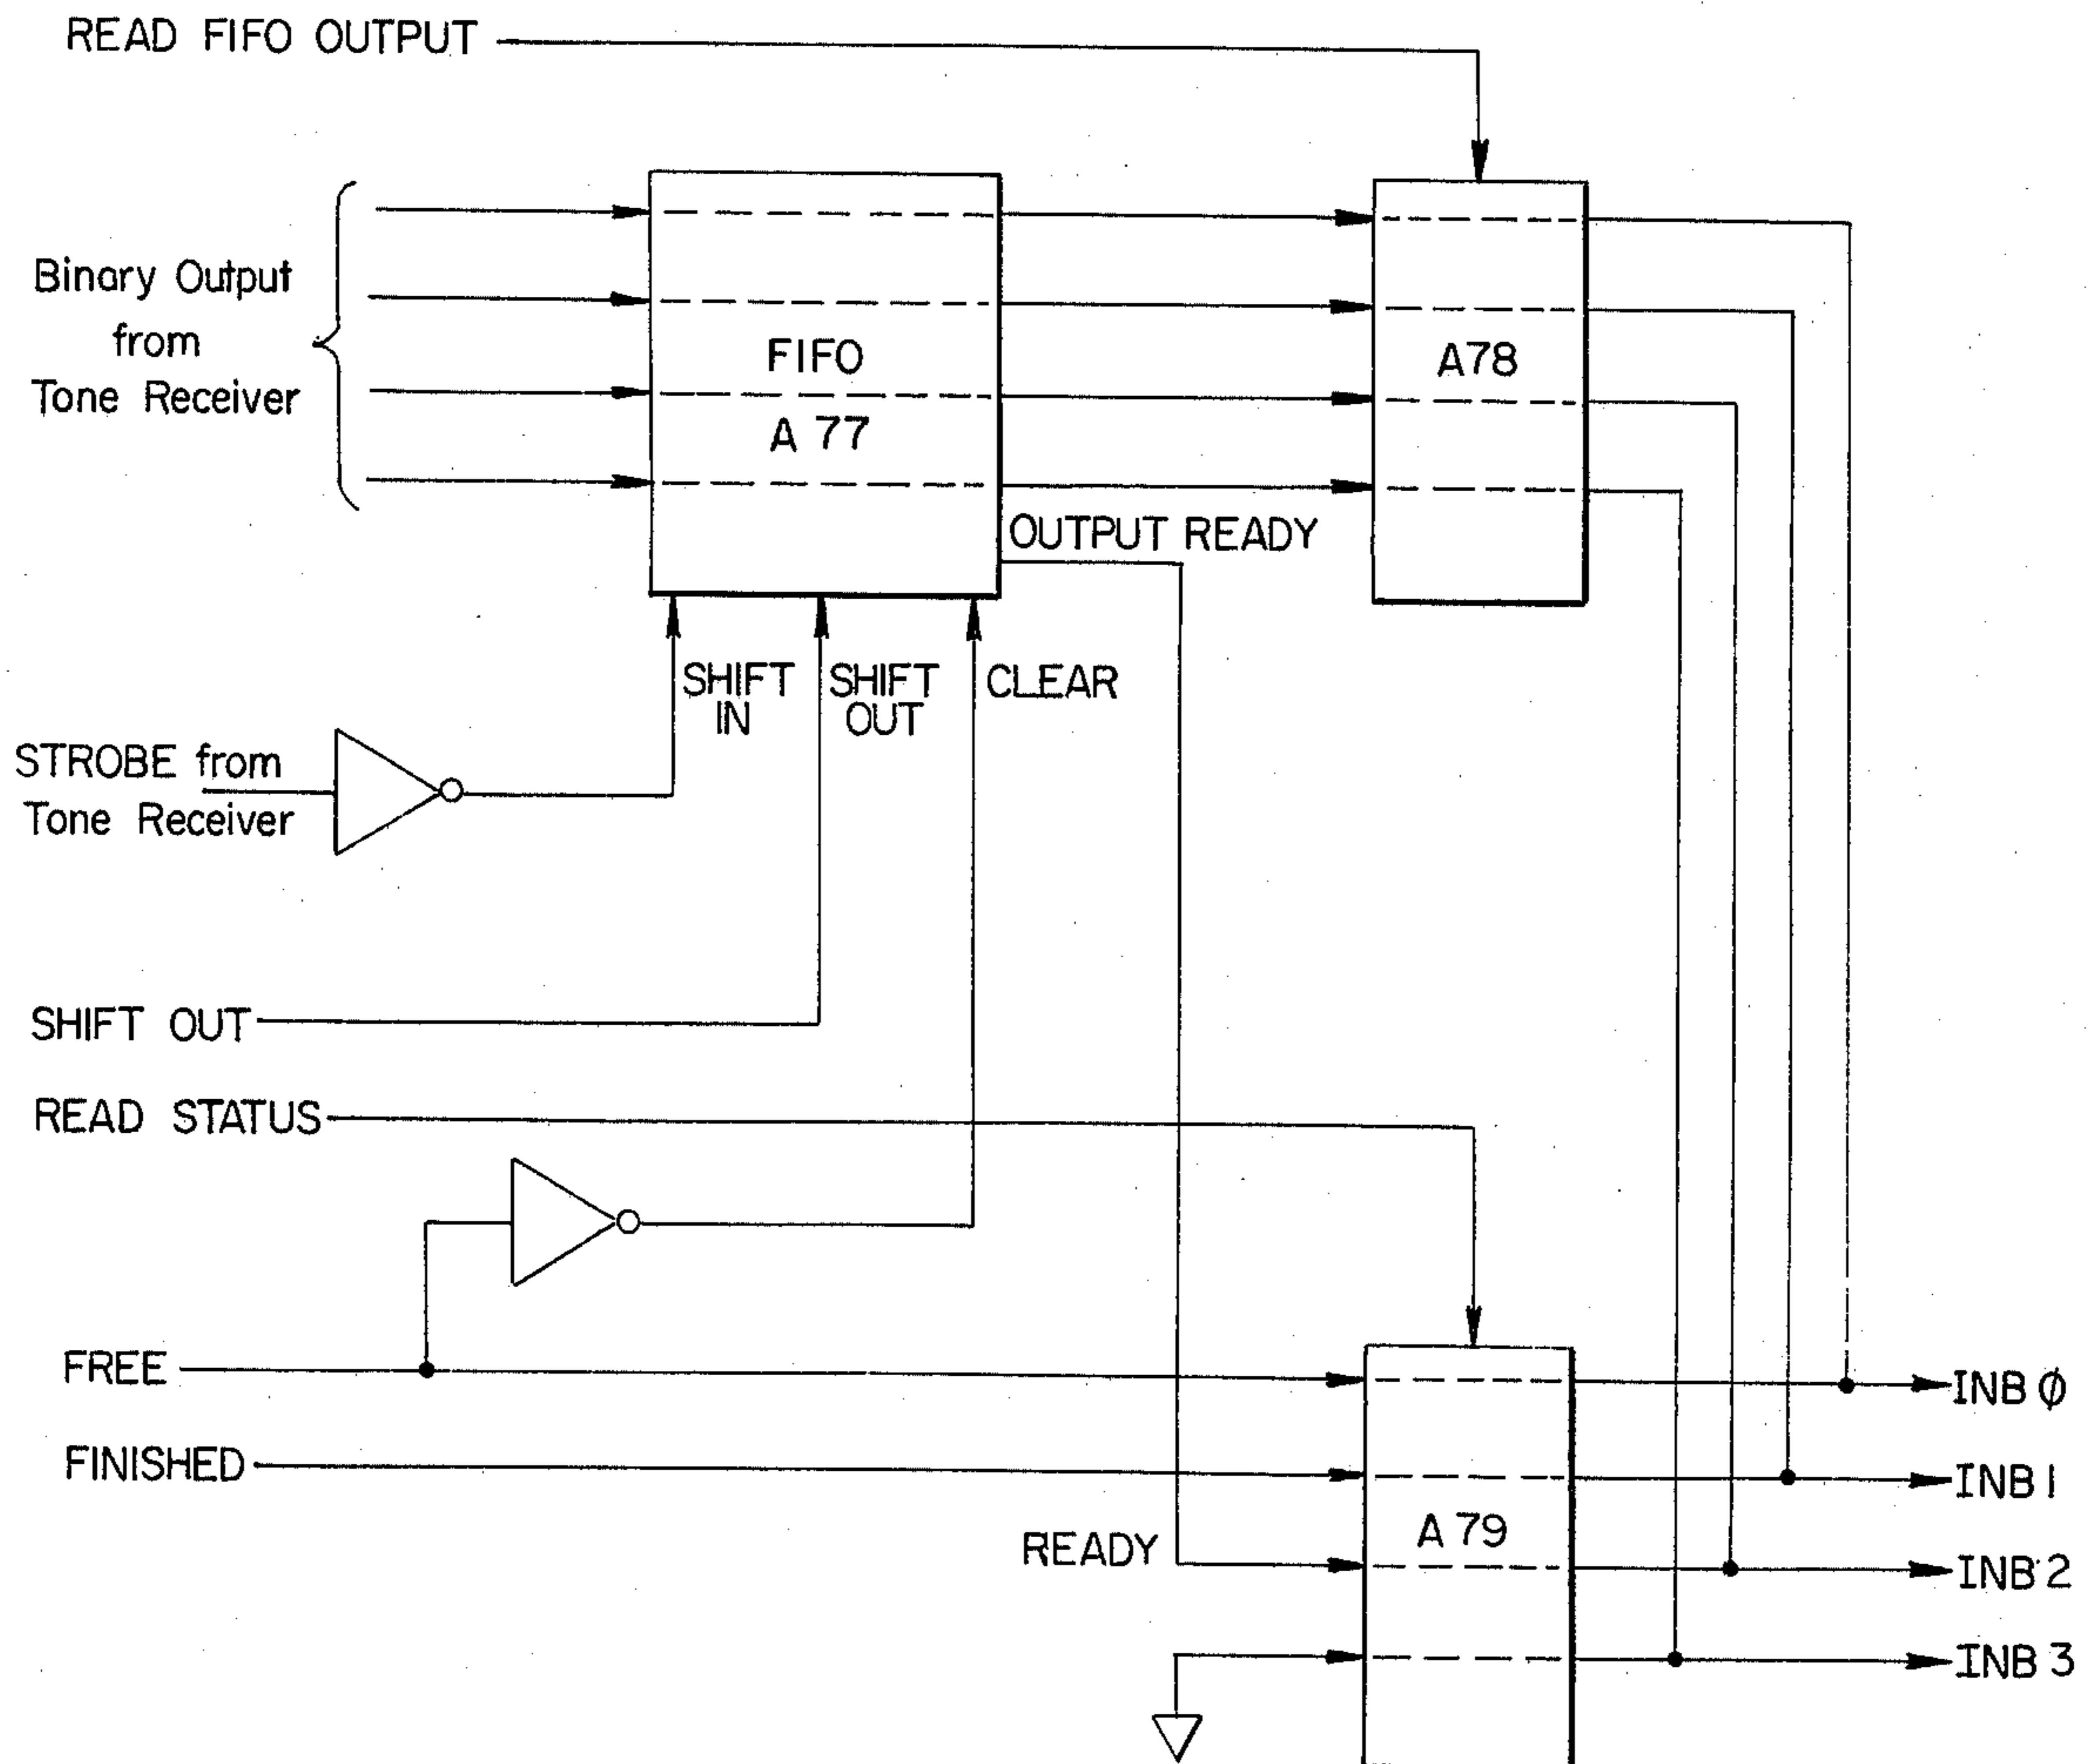 READ FIFO OUTPUT
Binary Output
from
Tone Receiver
FIFO
A 77
A78
OUTPUT READY
SHIFT
IN
SHIFT
OUT
CLEAR
STROBE from
Tone Receiver
SHIFT OUT
READ STATUS
FREE
FINISHED
READY
A 79
INB Ø
INB 1
INB 2
INB 3